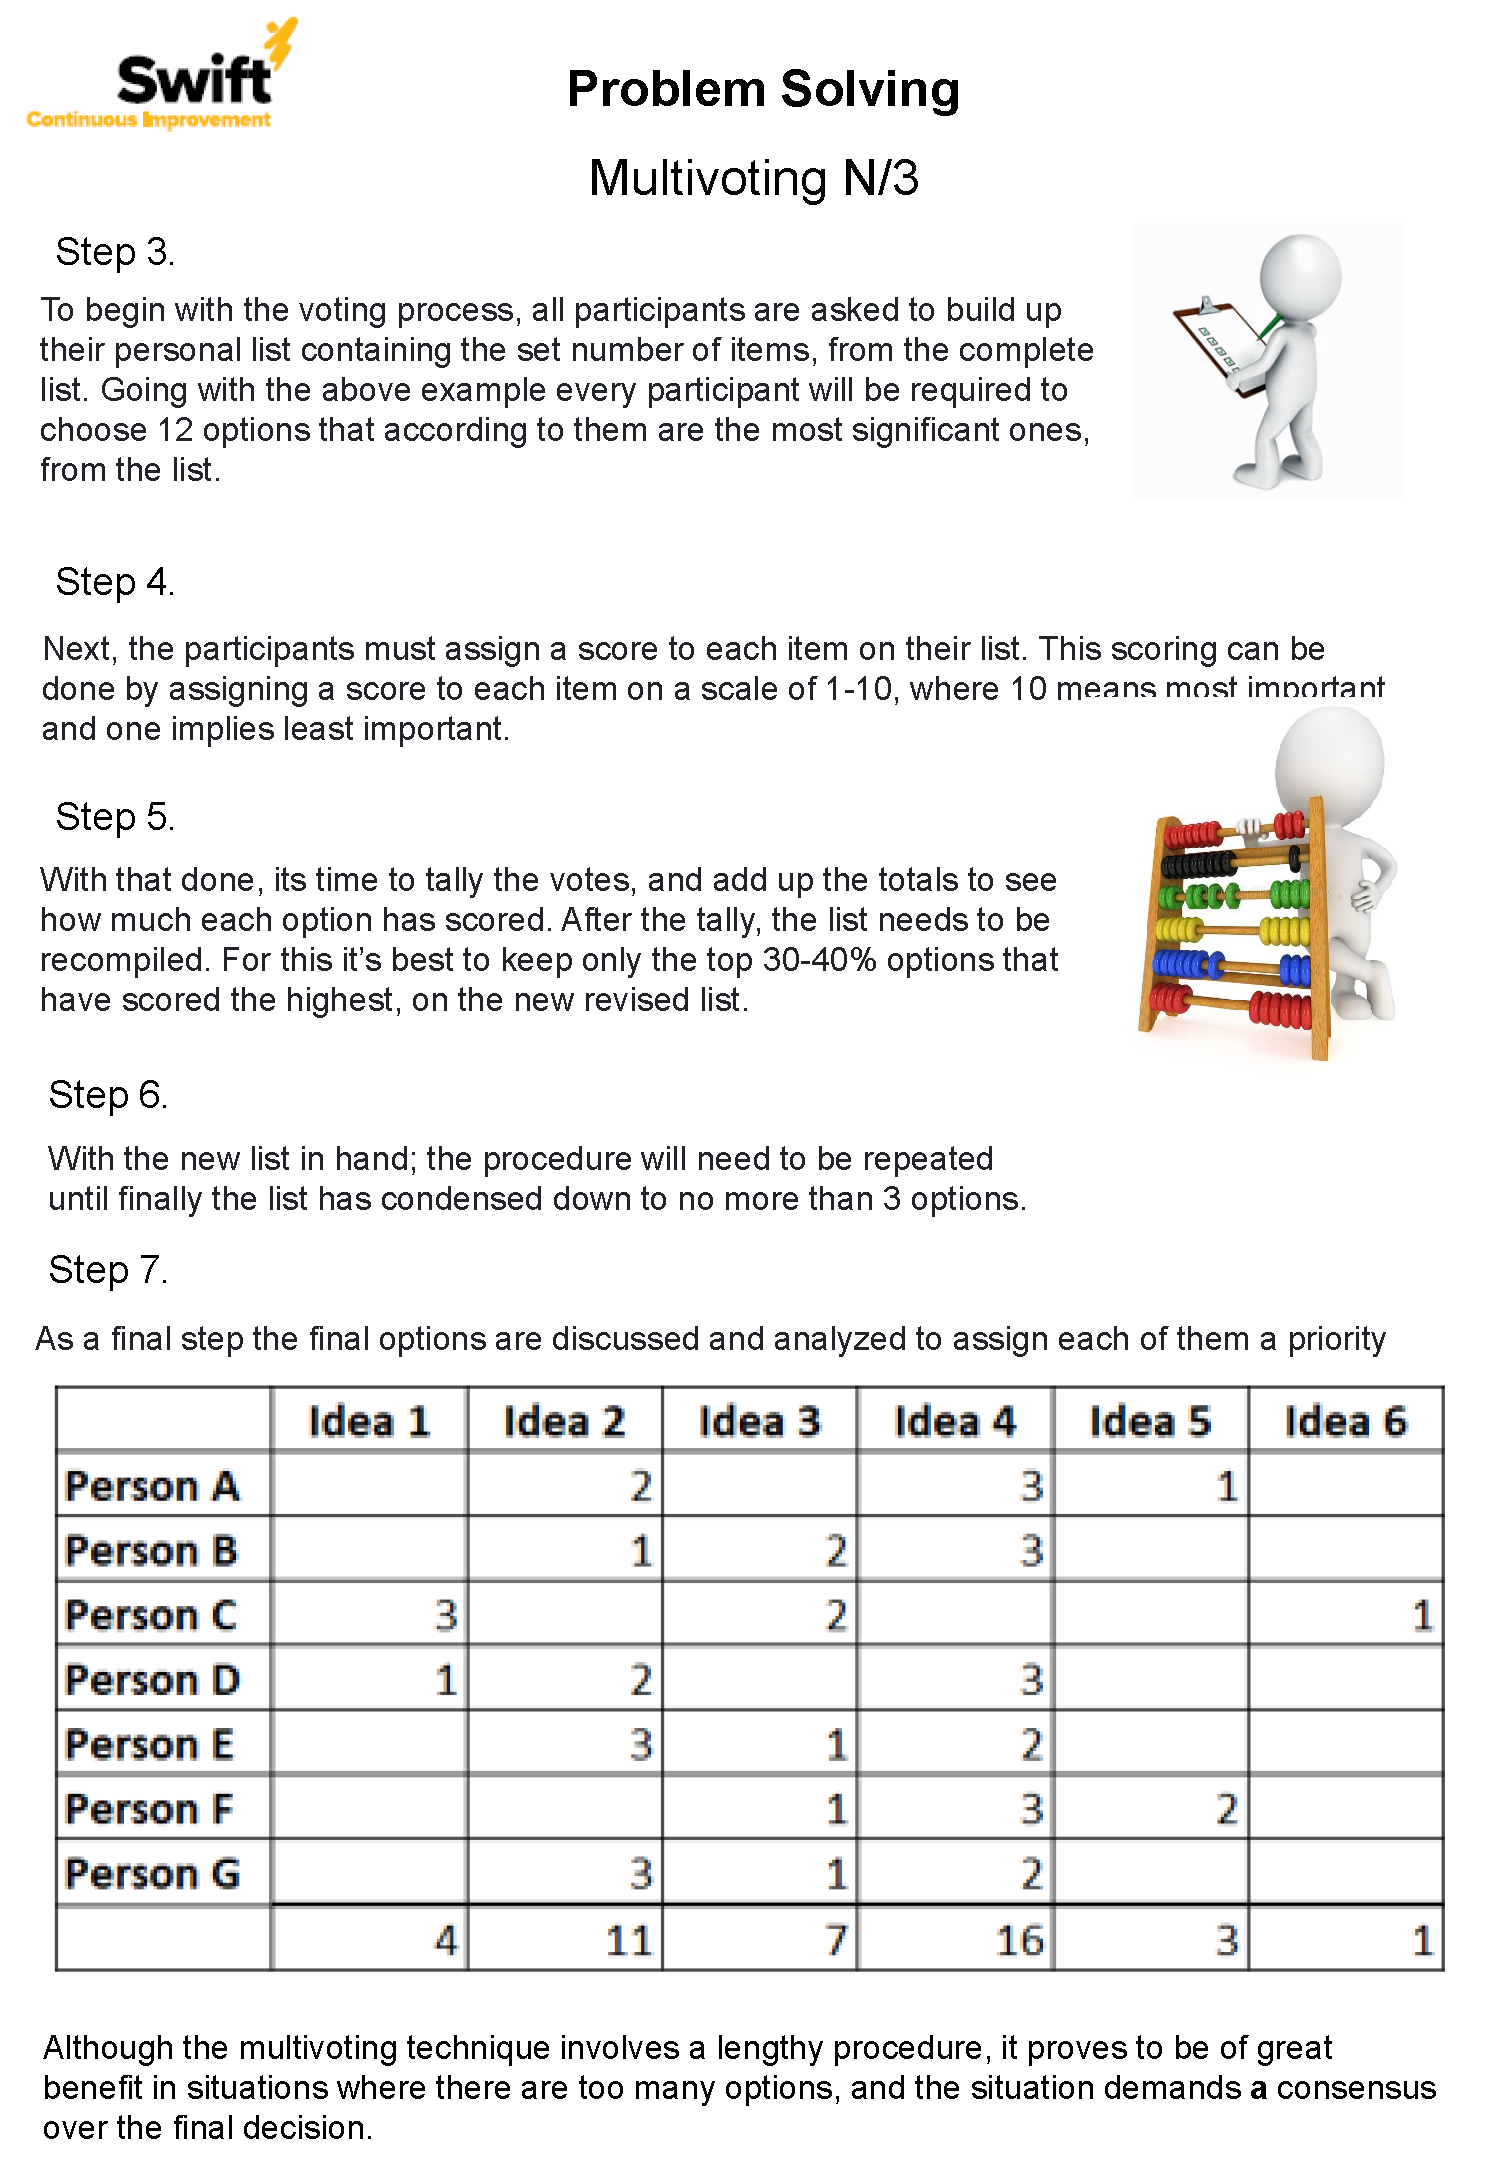 Swift
Continuous Improvement
Problem Solving
Multivoting N/3
Step 3.
To begin with the voting process, all participants are asked to build up
their personal list containing the set number of items, from the complete
list. Going with the above example every participant will be required to
choose 12 options that according to them are the most significant ones,
from the list.
Step 4.
Next, the participants must assign a score to each item on their list. This scoring can be
done by assigning a score to each item on a scale of 1-10, where 10 means most important
and one implies least important.
Step 5.
With that done, its time to tally the votes, and add up the totals to see
how much each option has scored. After the tally, the list needs to be
recompiled. For this it’s best to keep only the top 30-40% options that
have scored the highest, on the new revised list.
Step 6.
With the new list in hand; the procedure will need to be repeated
until finally the list has condensed down to no more than 3 options.
Step 7.
As a final step the final options are discussed and analyzed to assign each of them a priority
Idea 1 Idea 2 Idea 3 Idea 4 Idea 5 Idea 6
Person A 2 3 1
Person B 1 2 3
Person C 3 2 1
Person D 1 2 3
Person E 3 1 2
Person F 1 3 2
Person G 3 1 2
4 11 7 16 3 1
Although the multivoting technique involves a lengthy procedure, it proves to be of great
benefit in situations where there are too many options, and the situation demands a consensus
over the final decision.